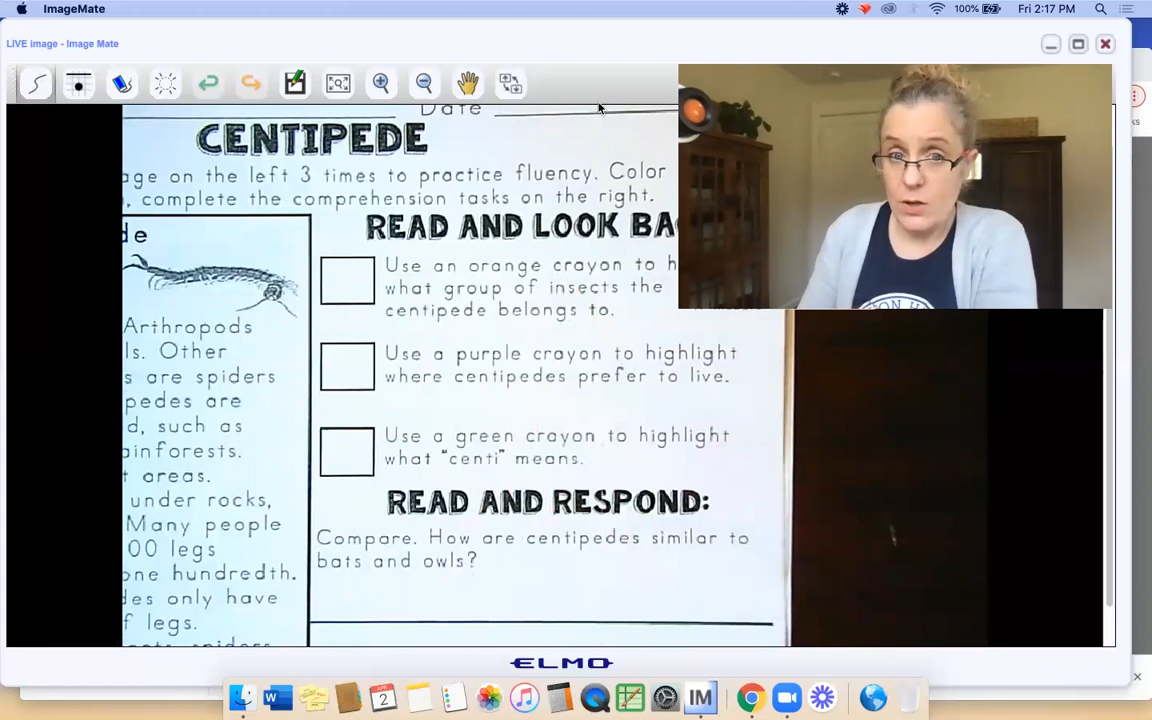 ImageMate
100%
Fri 2:17 PM
LIVE image - Image Mate
Date
CENTIPEDE
age on the left 3 times to practice fluency. Color
, complete the comprehension tasks on the right.
de
Arthropods
ls. Other
s are spiders
pedes are
d, such as
ainforests.
t areas.
under rocks,
Many people
00 legs
one hundredth.
des only have
f legs.
READ AND LOOK BA
Use an orange crayon to h
what group of insects the
centipede belongs to.
Use a purple crayon to highlight
where centipedes prefer to live.
Use a green crayon to highlight
what "centi" means.
READ AND RESPOND:
Compare. How are centipedes similar to
bats and owls?
ks
ELMO
APR
2
W
IM